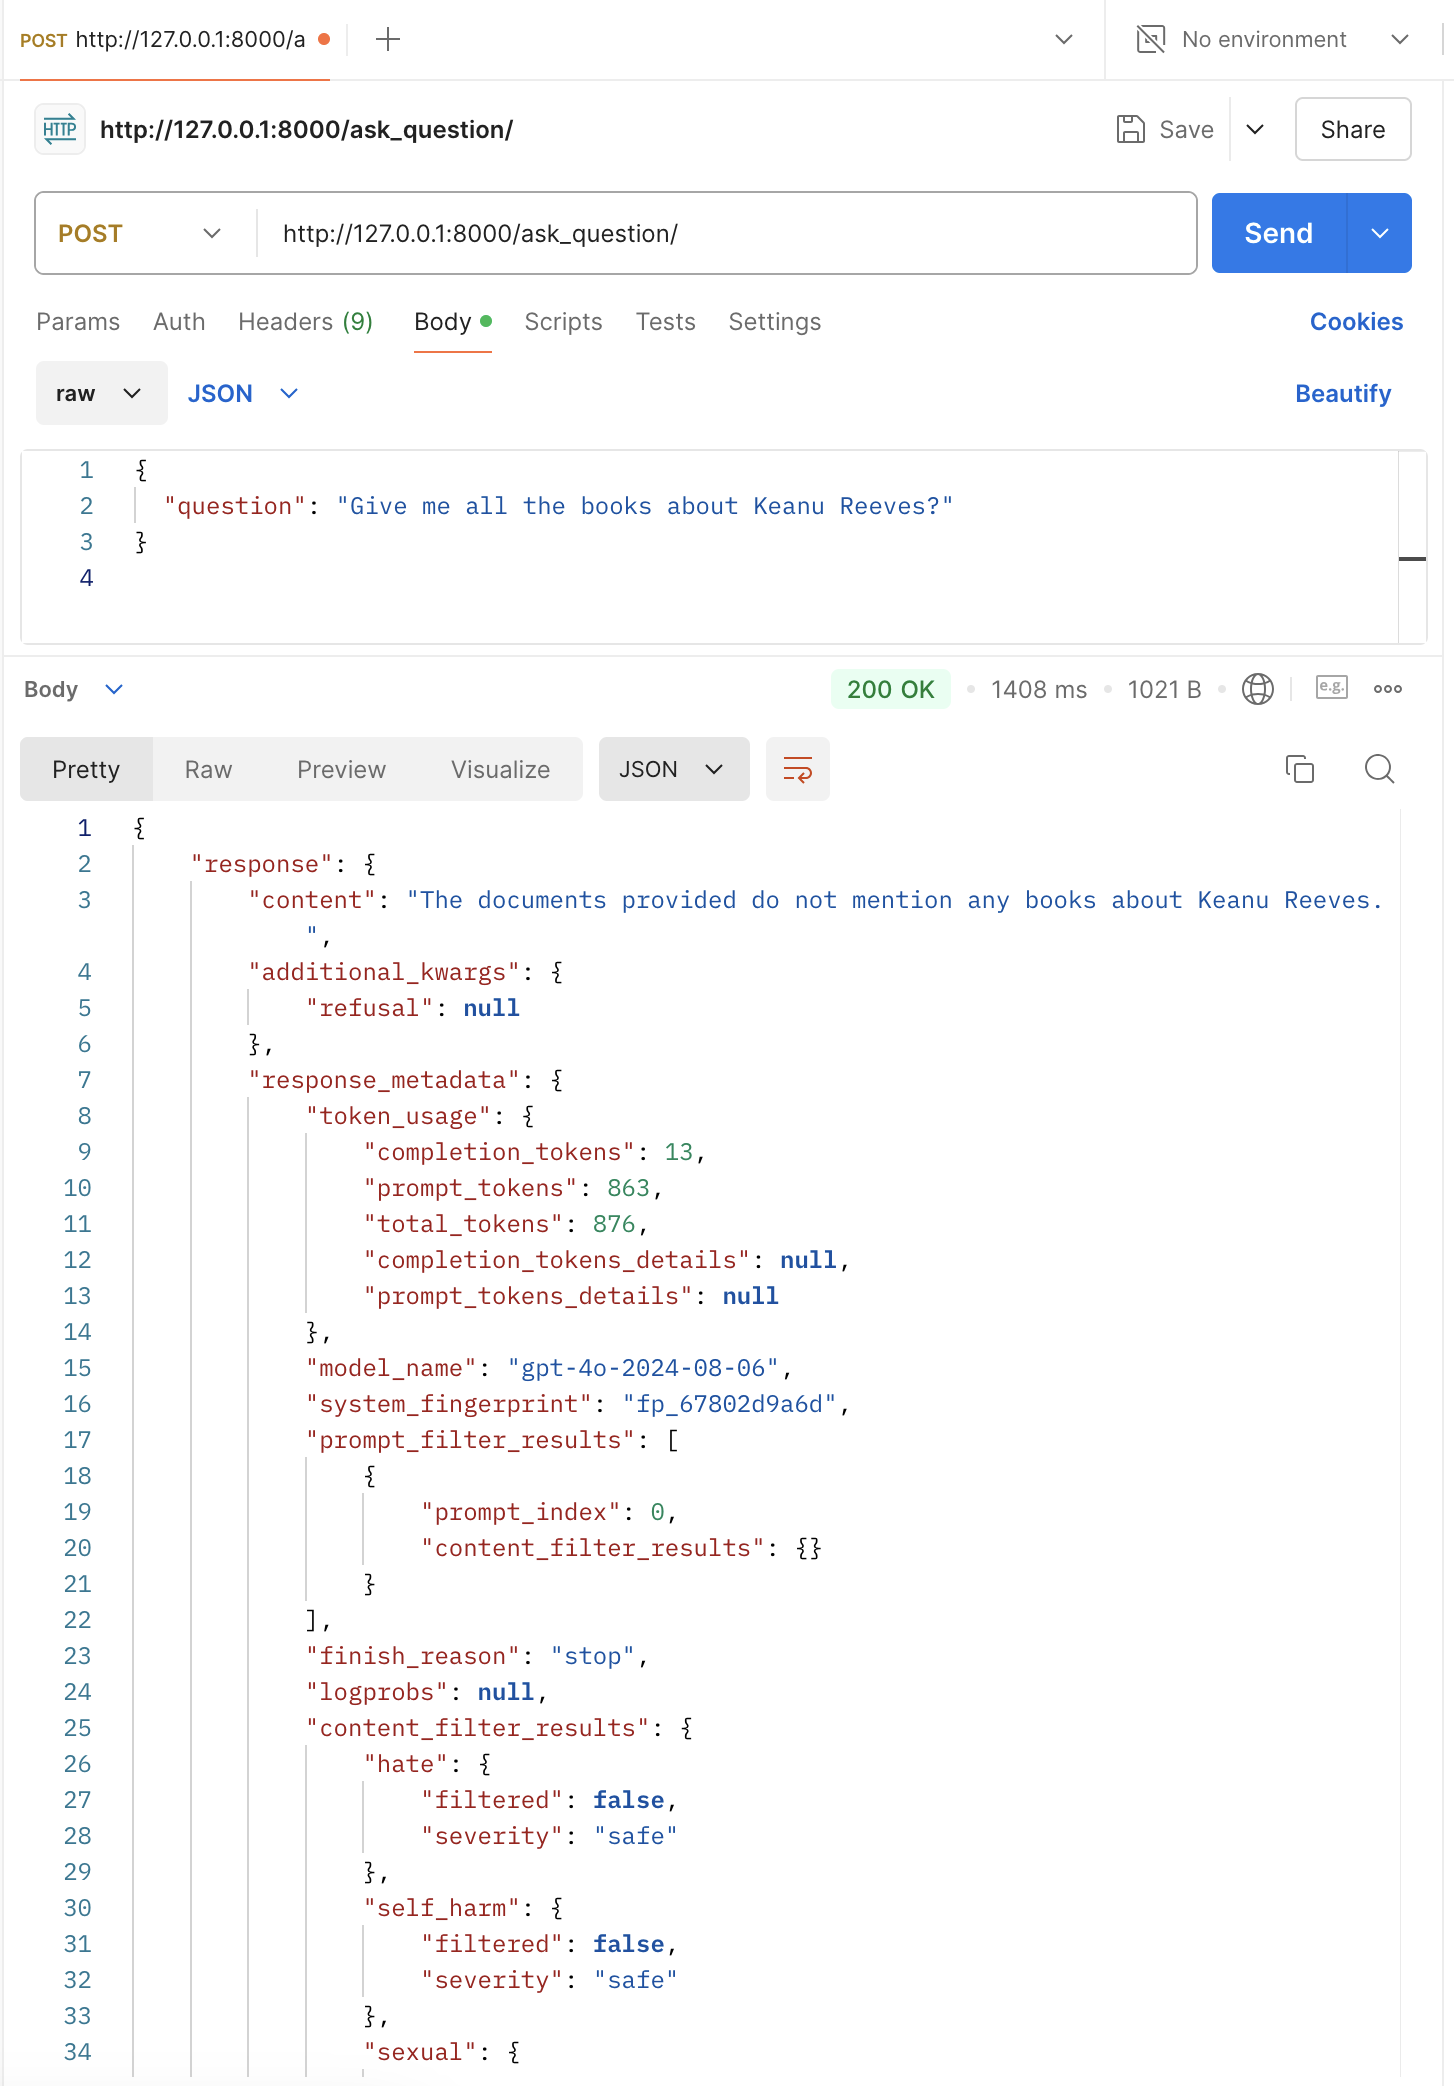 POST http://127.0.0.1:8000/a
No environment
HTTP http://127.0.0.1:8000/ask_question/
Save
Share
POST
http://127.0.0.1:8000/ask_question/
Send
Params Auth Headers (9) Body Scripts Tests Settings Cookies
raw JSON Beautify
1 {
2 "question": "Give me all the books about Keanu Reeves?"
3 }
4
Body 200 OK 1408 ms 1021 B e.g.
Pretty Raw Preview Visualize JSON
1 {
2 "response": {
3 "content": "The documents provided do not mention any books about Keanu Reeves.
",
4 "additional_kwargs": {
5 "refusal": null
6 },
7 "response_metadata": {
8 "token_usage": {
9 "completion_tokens": 13,
10 "prompt_tokens": 863,
11 "total_tokens": 876,
12 "completion_tokens_details": null,
13 "prompt_tokens_details": null
14 },
15 "model_name": "gpt-4o-2024-08-06",
16 "system_fingerprint": "fp_67802d9a6d",
17 "prompt_filter_results": [
18 {
19 "prompt_index": 0,
20 "content_filter_results": {}
21 }
22 ],
23 "finish_reason": "stop",
24 "logprobs": null,
25 "content_filter_results": {
26 "hate": {
27 "filtered": false,
28 "severity": "safe"
29 },
30 "self_harm": {
31 "filtered": false,
32 "severity": "safe"
33 },
34 "sexual": {